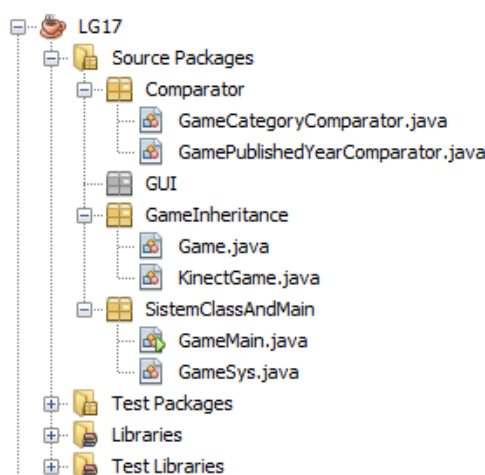 LG17
Source Packages
Comparator
GameCategoryComparator.java
GamePublishedYearComparator.java
GUI
GameInheritance
Game.java
KinectGame.java
SistemClassAndMain
GameMain.java
GameSys.java
Test Packages
Libraries
Test Libraries